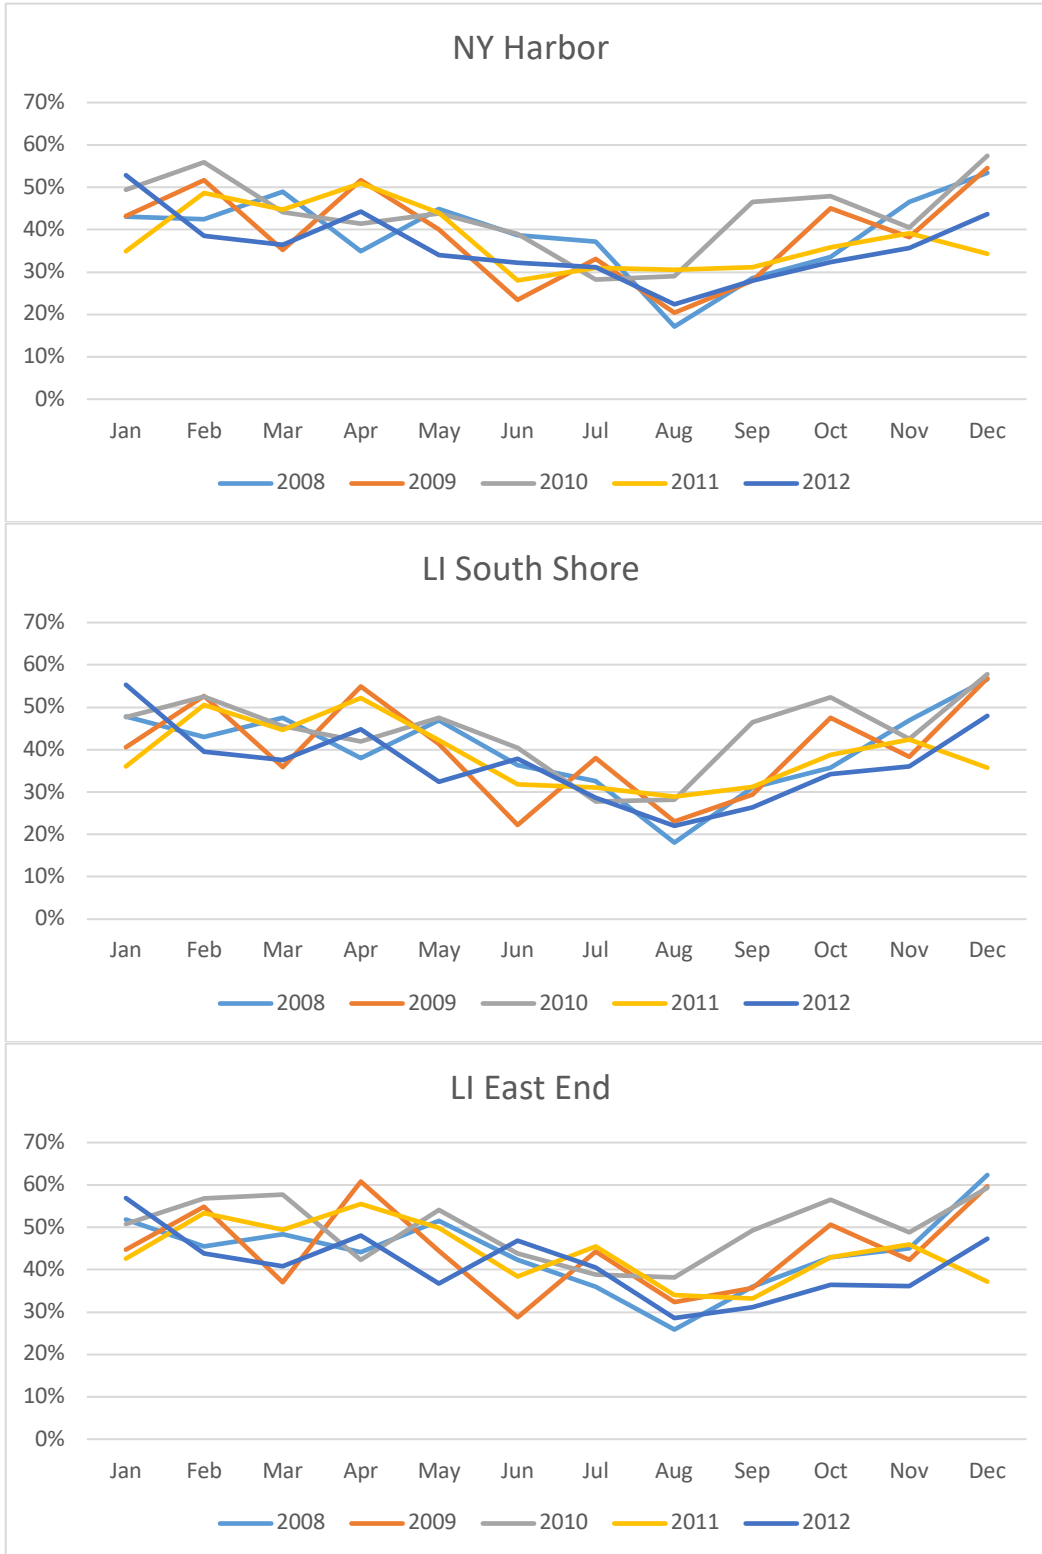 NY Harbor
70%
60%
50%
40%
30%
20%
10%
0%
Jan Feb Mar Apr May Jun Jul Aug Sep Oct Nov Dec
2008 2009 2010 2011 2012
LI South Shore
70%
60%
50%
40%
30%
20%
10%
0%
Jan Feb Mar Apr May Jun Jul Aug Sep Oct Nov Dec
2008 2009 2010 2011 2012
LI East End
70%
60%
50%
40%
30%
20%
10%
0%
Jan Feb Mar Apr May Jun Jul Aug Sep Oct Nov Dec
2008 2009 2010 2011 2012